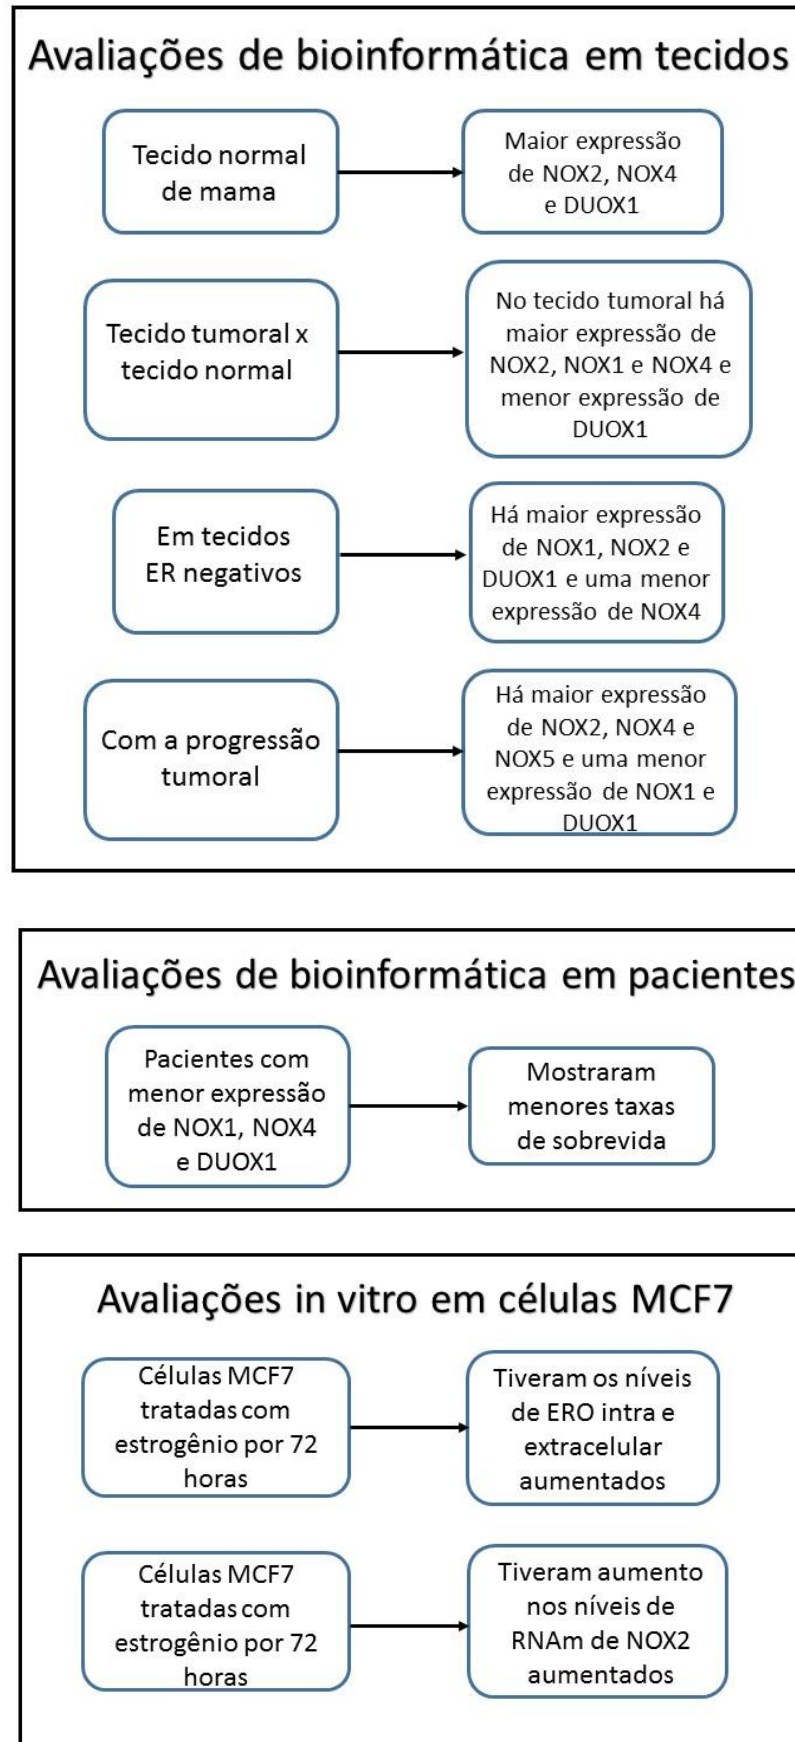 Avaliações de bioinformática em tecidos
Tecido normal
de mama
Maior expressão
de NOX2, NOX4
e DUOX1
Tecido tumoral x
tecido normal
No tecido tumoral há
maior expressão de
NOX2, NOX1 e NOX4 e
menor expressão de
DUOX1
Em tecidos
ER negativos
Há maior expressão
de NOX1, NOX2 e
DUOX1 e uma menor
expressão de NOX4
Com a progressão
tumoral
Há maior expressão
de NOX2, NOX4 e
NOX5 e uma menor
expressão de NOX1 e
DUOX1
Avaliações de bioinformática em pacientes
Pacientes com
menor expressão
de NOX1, NOX4
e DUOX1
Mostraram
menores taxas
de sobrevida
Avaliações in vitro em células MCF7
Células MCF7
tratadas com
estrogênio por 72
horas
Tiveram os níveis
de ERO intra e
extracelular
aumentados
Células MCF7
tratadas com
estrogênio por 72
horas
Tiveram aumento
nos níveis de
RNAm de NOX2
aumentados